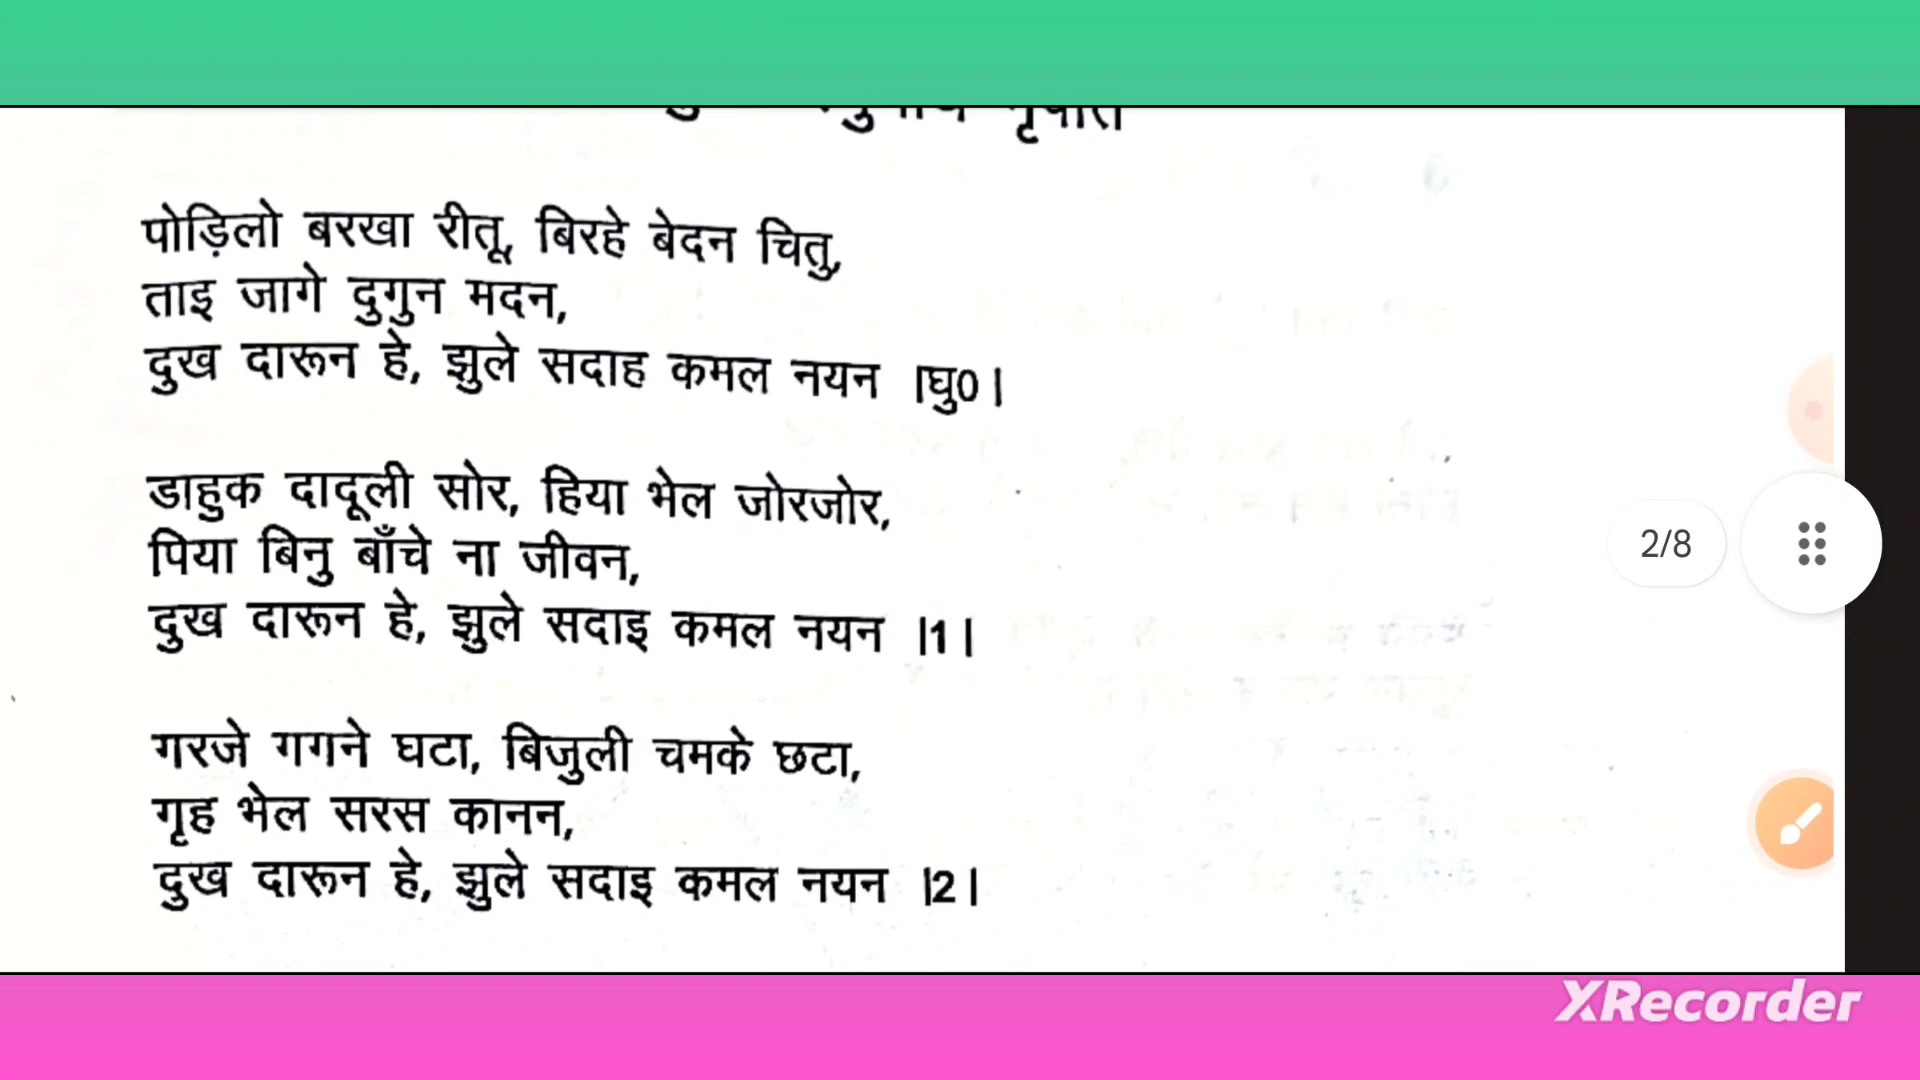 पोड़िलो बरखा रीतू, बिरहे बेदन चितु,
ताइ जागे दुगुन मदन,
दुख दारून हे, झुले सदाह कमल नयन ।घु0।
डाहुक दादूली सोर, हिया भेल जोरजोर,
पिया बिनु बाँचे ना जीवन,
दुख दारून हे, झुले सदाइ कमल नयन ।1।
2/8
गरजे गगने घटा, बिजुली चमके छटा,
गृह भेल सरस कानन,
दुख दारून हे, झुले सदाइ कमल नयन ।2।
XRecorder